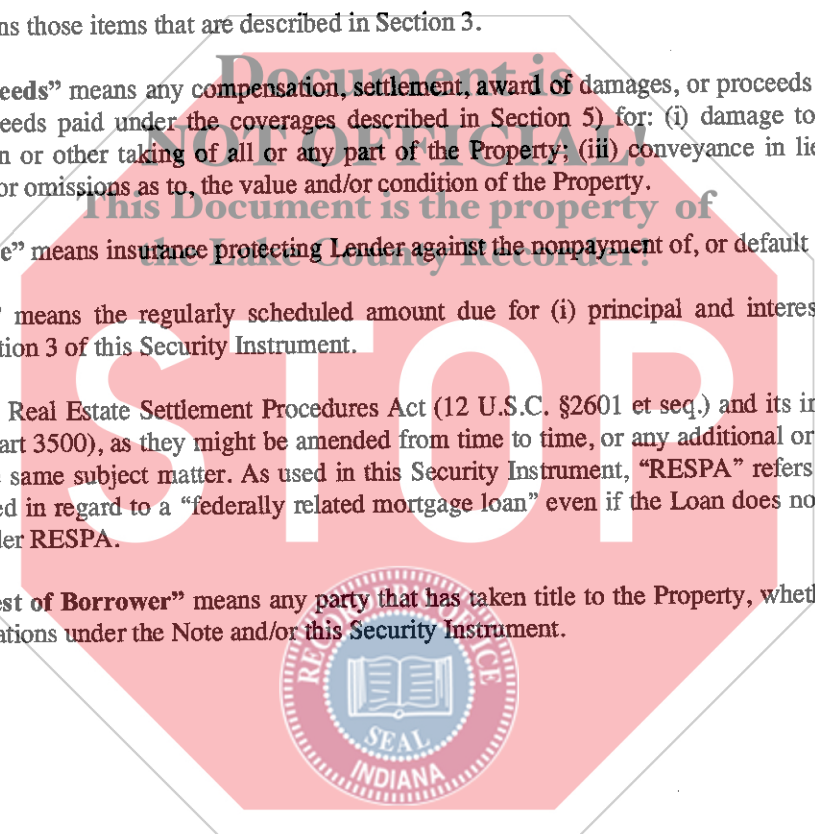 ns those items that are described in Section 3.
Document is
eeds” means any compensation, settlement, award of damages, or proceeds
eeds paid under the coverages described in Section 5) for: (i) damage to
NOT OFFICIAL!
n or other taking of all or any part of the Property; (iii) conveyance in lie
or omissions as to, the value and/or condition of the Property.
This Document is the property of
the Lake County Recorder!
e” means insurance protecting Lender against the nonpayment of, or default
” means the regularly scheduled amount due for (i) principal and interes
tion 3 of this Security Instrument.
STOP
Real Estate Settlement Procedures Act (12 U.S.C. §2601 et seq.) and its in
art 3500), as they might be amended from time to time, or any additional or
same subject matter. As used in this Security Instrument, “RESPA” refers
ed in regard to a “federally related mortgage loan” even if the Loan does no
ler RESPA.
est of Borrower” means any party that has taken title to the Property, wheth
ations under the Note and/or this Security Instrument.
RECORDER'S OFFICE
SEAL
INDIANA